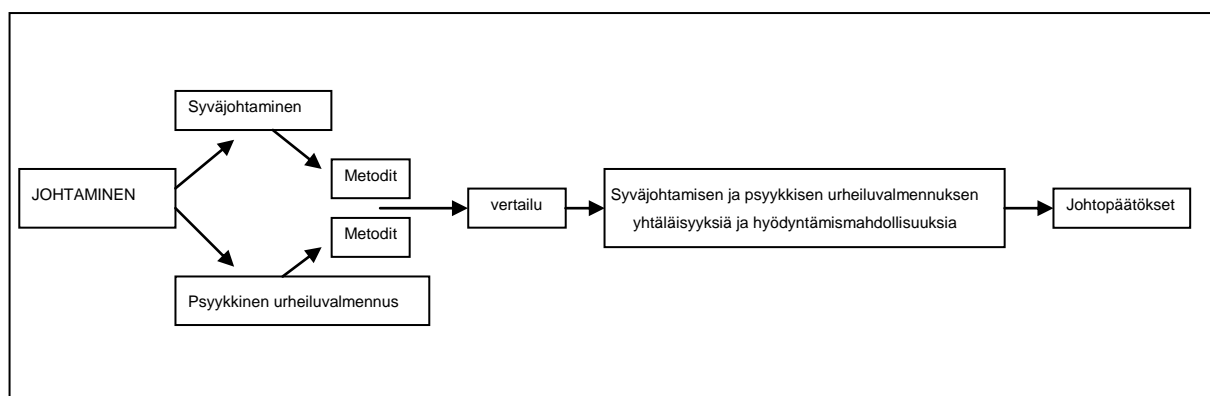 JOHTAMINEN
Syväjohtaminen
Psyykkinen urheiluvalmennus
Metodit
Metodit
vertailu
Syväjohtamisen ja psyykkisen urheiluvalmennuksen
yhtäläisyyksiä ja hyödyntämismahdollisuuksia
Johtopäätökset